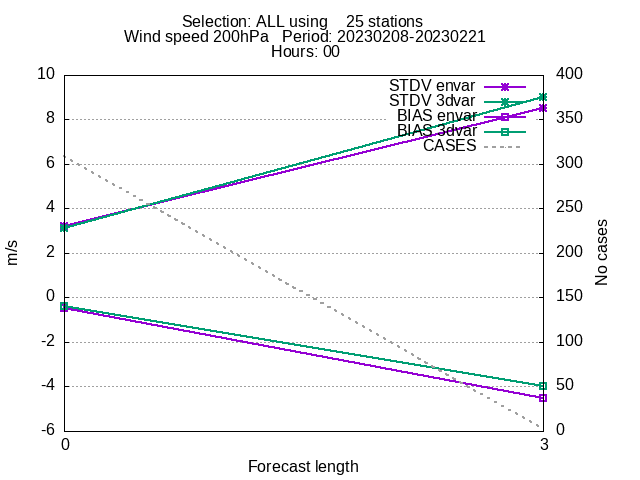 Selection: ALL using    25 stations
Wind speed 200hPa   Period: 20230208-20230221
Hours: 00
10
8
6
4
2
0
-2
-4
-6
m/s
STDV envar
STDV 3dvar
BIAS envar
BIAS 3dvar
CASES
400
350
300
250
200
150
100
50
0
No cases
0
3
Forecast length